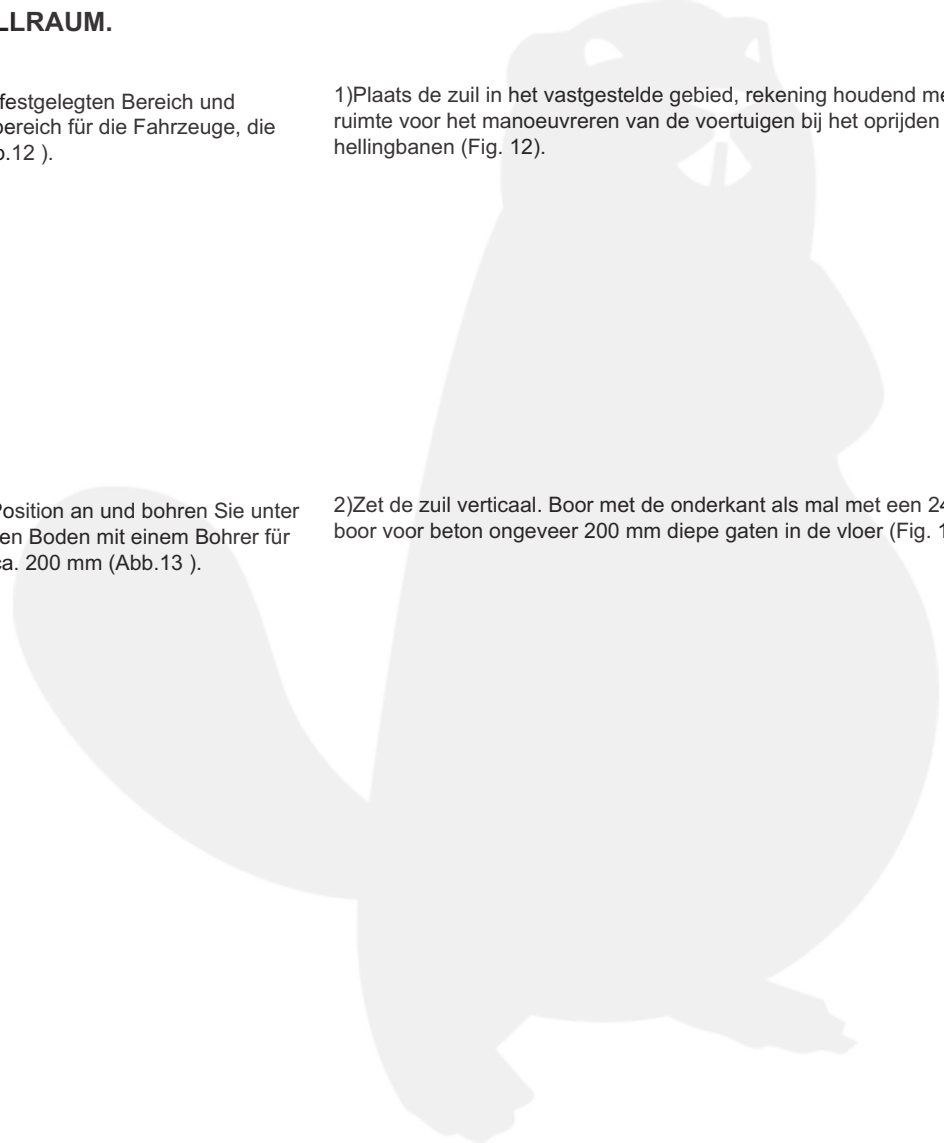 LLRAUM.
festgelegten Bereich und
bereich für die Fahrzeuge, die
b.12 ).
1)Plaats de zuil in het vastgestelde gebied, rekening houdend me
ruimte voor het manoeuvreren van de voertuigen bij het oprijden
hellingbanen (Fig. 12).
Position an und bohren Sie unter
en Boden mit einem Bohrer für
ca. 200 mm (Abb.13 ).
2)Zet de zuil verticaal. Boor met de onderkant als mal met een 24
boor voor beton ongeveer 200 mm diepe gaten in de vloer (Fig. 1